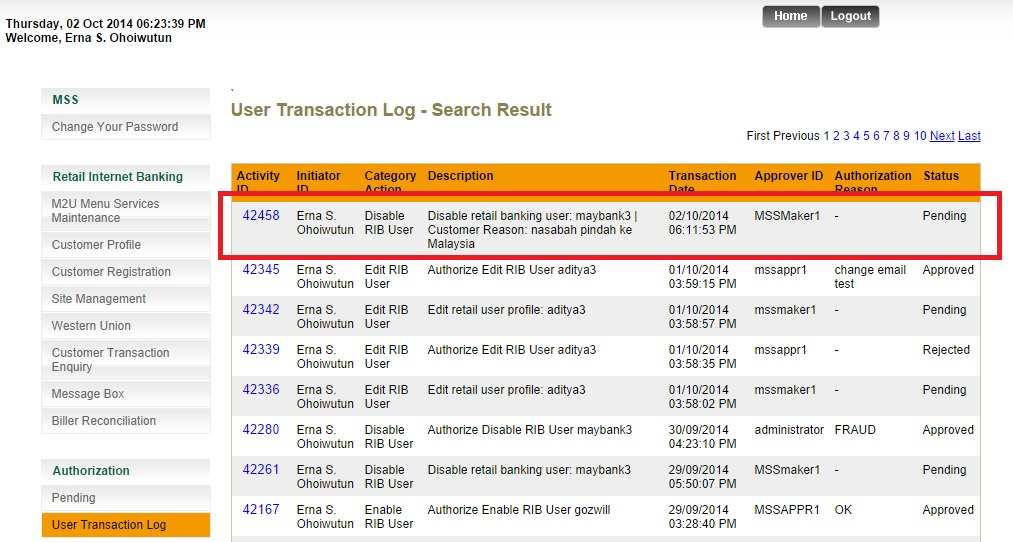 Thursday, 02 Oct 2014 06:23:39 PM
Welcome, Erna S. Ohoiwutun
Home Logout
MSS
Change Your Password
Retail Internet Banking
M2U Menu Services
Maintenance
Customer Profile
Customer Registration
Site Management
Western Union
Customer Transaction
Enquiry
Message Box
Biller Reconciliation
Authorization
Pending
User Transaction Log
User Transaction Log - Search Result
First Previous 1 2 3 4 5 6 7 8 9 10 Next Last
Activity Initiator Category Description Transaction Approver ID Authorization Status
ID ID Action Date Reason
42458 Erna S. Disable Disable retail banking user: maybank3 | 02/10/2014 MSSMaker1 - Pending
Ohoiwutun RIB User Customer Reason: nasabah pindah ke 06:11:53 PM
Malaysia
42345 Erna S. Edit RIB Authorize Edit RIB User aditya3 01/10/2014 mssappr1 change email Approved
Ohoiwutun User 03:59:15 PM test
42342 Erna S. Edit RIB Edit retail user profile: aditya3 01/10/2014 mssmaker1 - Pending
Ohoiwutun User 03:58:57 PM
42339 Erna S. Edit RIB Authorize Edit RIB User aditya3 01/10/2014 mssappr1 - Rejected
Ohoiwutun User 03:58:35 PM
42336 Erna S. Edit RIB Edit retail user profile: aditya3 01/10/2014 mssmaker1 - Pending
Ohoiwutun User 03:58:02 PM
42280 Erna S. Disable Authorize Disable RIB User maybank3 30/09/2014 administrator FRAUD Approved
Ohoiwutun RIB User 04:23:10 PM
42261 Erna S. Disable Disable retail banking user: maybank3 29/09/2014 MSSmaker1 - Pending
Ohoiwutun RIB User 05:50:07 PM
42167 Erna S. Enable Authorize Enable RIB User gozwill 29/09/2014 MSSAPPR1 OK Approved
Ohoiwutun RIB User 03:28:40 PM